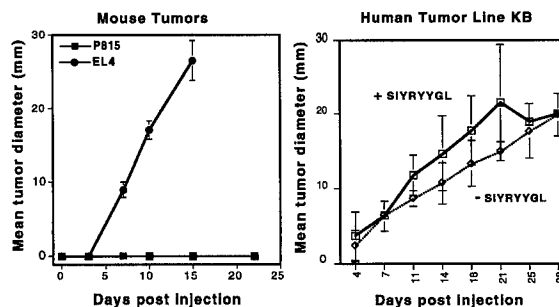 Mouse Tumors
P815
EL4
Mean tumor diameter (mm)
30
20
10
0
0 5 10 15 20 25
Days post injection
Human Tumor Line KB
+ SIYRYYGL
- SIYRYYGL
Mean tumor diameter (mm)
30
20
10
0
4 7 11 14 18 21 25
Days post injection